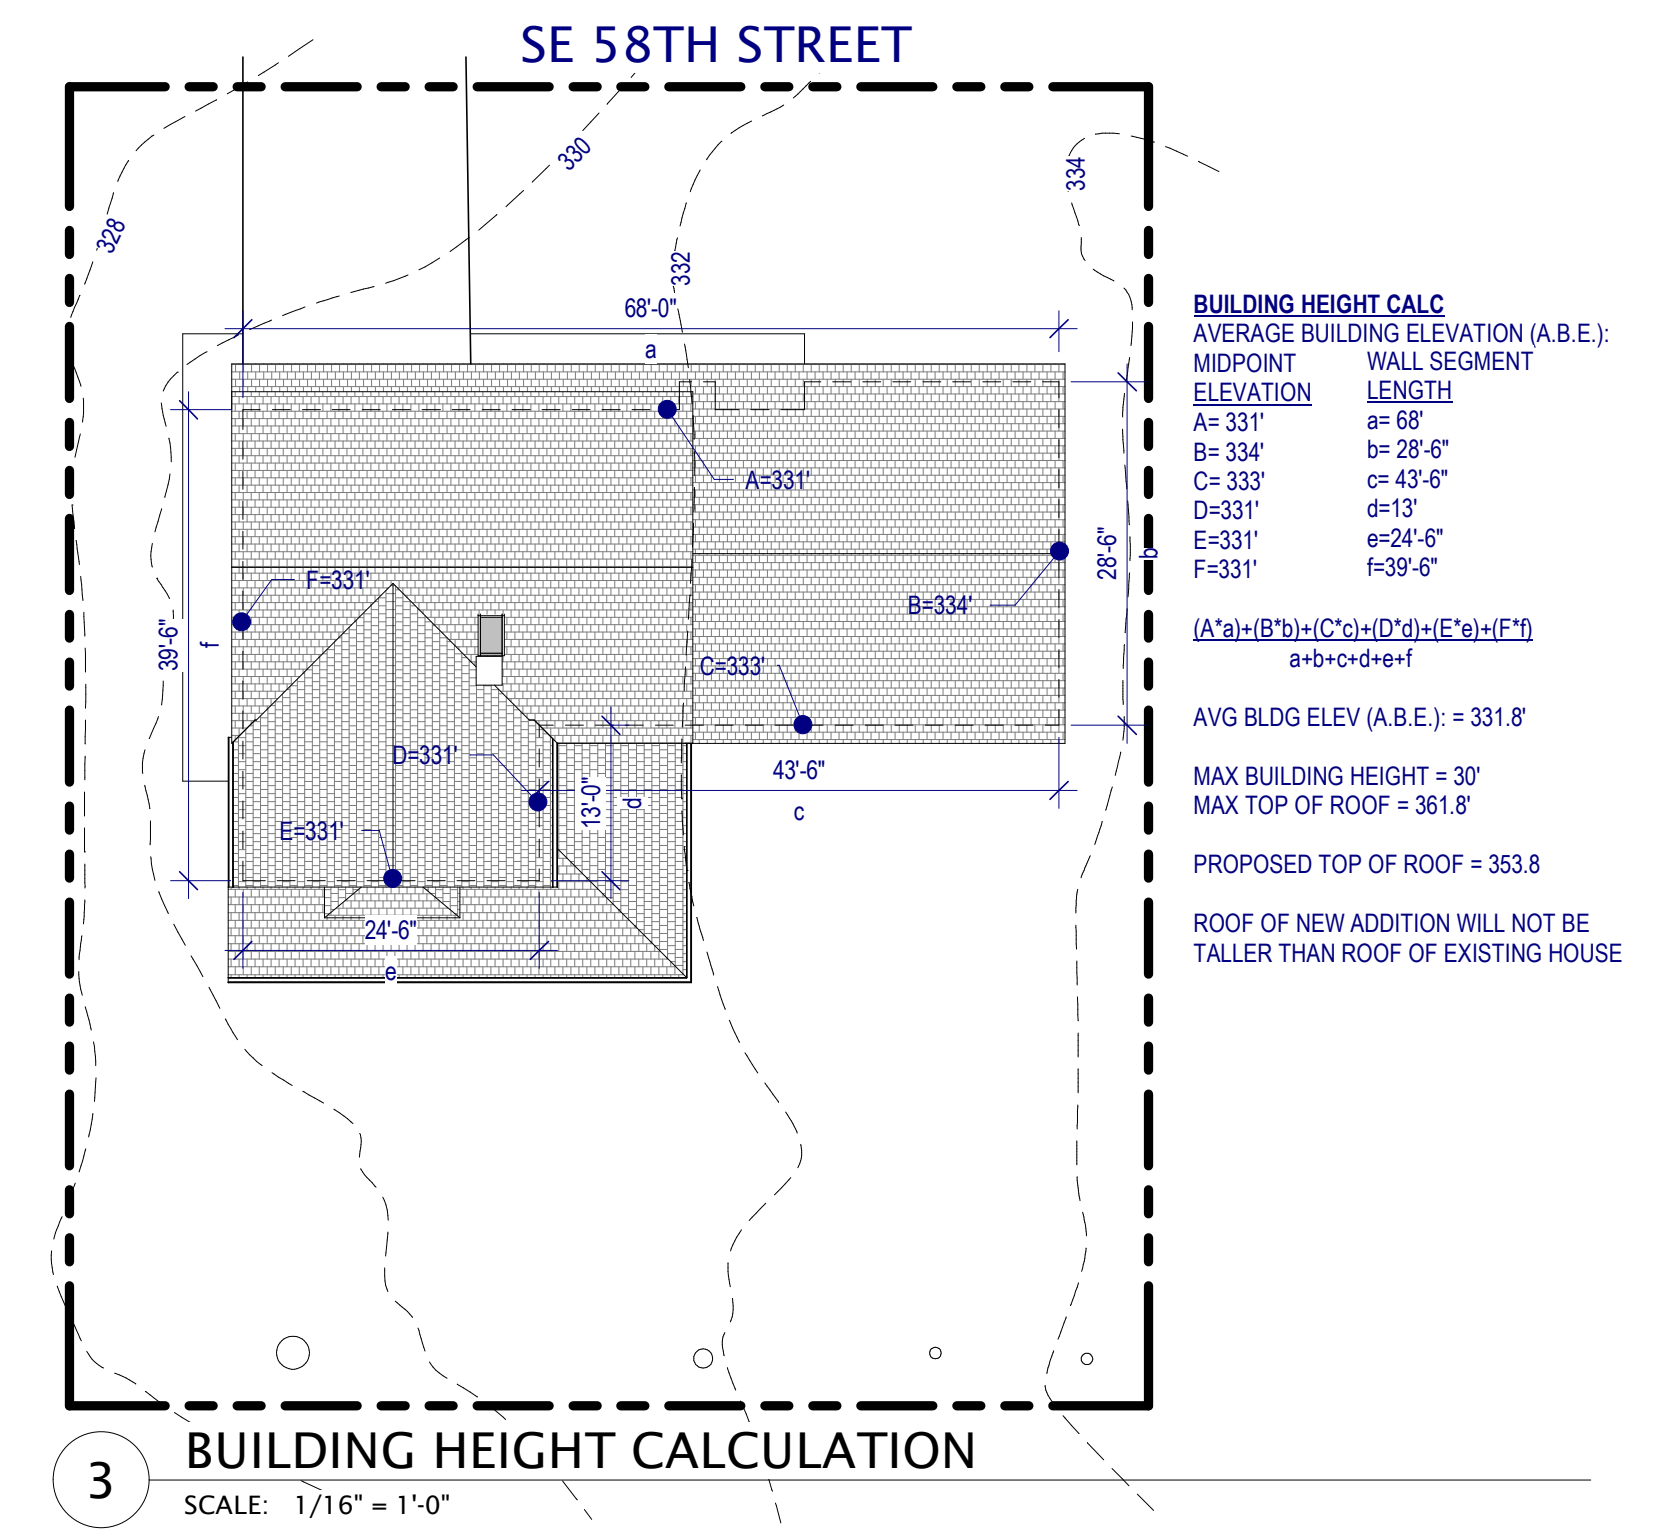 SE 58TH STREET
328
330
332
334
68'-0"
a
A=331'
F=331'
39'-6"
f
B=334'
28'-6"
b
C=333'
D=331'
13'-0"
d
43'-6"
c
E=331'
24'-6"
e
BUILDING HEIGHT CALC
AVERAGE BUILDING ELEVATION (A.B.E.):
MIDPOINT WALL SEGMENT
ELEVATION LENGTH
A= 331' a= 68'
B= 334' b= 28'-6"
C= 333' c= 43'-6"
D=331' d=13'
E=331' e=24'-6"
F=331' f=39'-6"
(A*a)+(B*b)+(C*c)+(D*d)+(E*e)+(F*f)
a+b+c+d+e+f
AVG BLDG ELEV (A.B.E.): = 331.8'
MAX BUILDING HEIGHT = 30'
MAX TOP OF ROOF = 361.8'
PROPOSED TOP OF ROOF = 353.8
ROOF OF NEW ADDITION WILL NOT BE
TALLER THAN ROOF OF EXISTING HOUSE
3
BUILDING HEIGHT CALCULATION
SCALE: 1/16" = 1'-0"